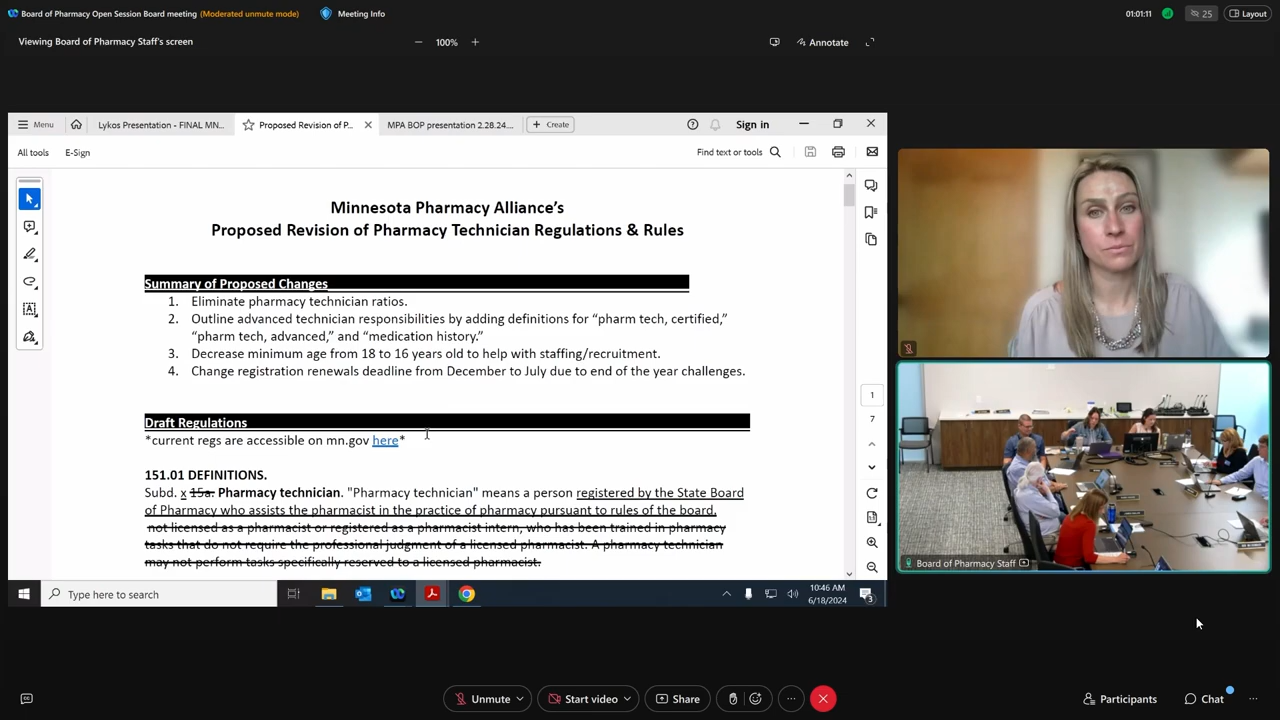 Board of Pharmacy Open Session Board meeting (Moderated unmute mode)
Meeting Info
01:01:11
25
Layout
Viewing Board of Pharmacy Staff's screen
100%
Annotate
Menu
Lykos Presentation - FINAL MN...
Proposed Revision of P...
MPA BOP presentation 2.28.24....
Create
Sign in
All tools
E-Sign
Find text or tools
Minnesota Pharmacy Alliance's
Proposed Revision of Pharmacy Technician Regulations & Rules
Summary of Proposed Changes
1. Eliminate pharmacy technician ratios.
2. Outline advanced technician responsibilities by adding definitions for "pharm tech, certified,"
"pharm tech, advanced," and "medication history."
3. Decrease minimum age from 18 to 16 years old to help with staffing/recruitment.
4. Change registration renewals deadline from December to July due to end of the year challenges.
Draft Regulations
*current regs are accessible on mn.gov here*
151.01 DEFINITIONS.
Subd. x 15a. Pharmacy technician. "Pharmacy technician" means a person registered by the State Board
of Pharmacy who assists the pharmacist in the practice of pharmacy pursuant to rules of the board.
not licensed as a pharmacist or registered as a pharmacist intern, who has been trained in pharmacy
tasks that do not require the professional judgment of a licensed pharmacist. A pharmacy technician
may not perform tasks specifically reserved to a licensed pharmacist.
1
7
Type here to search
10:46 AM
6/18/2024
3
Board of Pharmacy Staff
Unmute
Start video
Share
Participants
Chat